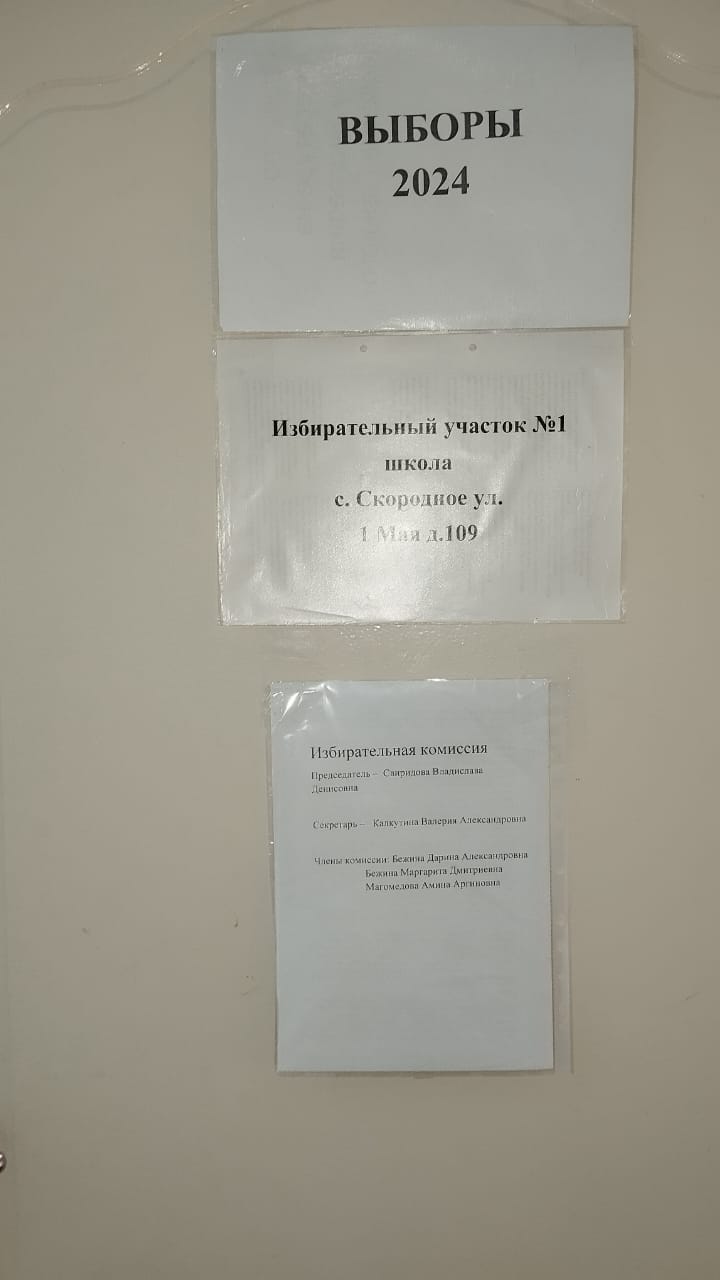 ВЫБОРЫ
2024
Избирательный участок №1
школа
с. Скородное ул.
1 Мая д.109
Избирательная комиссия
Председатель – Свиридова Владислава
Денисовна
Секретарь – Калкутина Валерия Александровна
Члены комиссии: Бежина Дарина Александровна
Бежина Маргарита Дмитриевна
Магомедова Амина Аргиновна